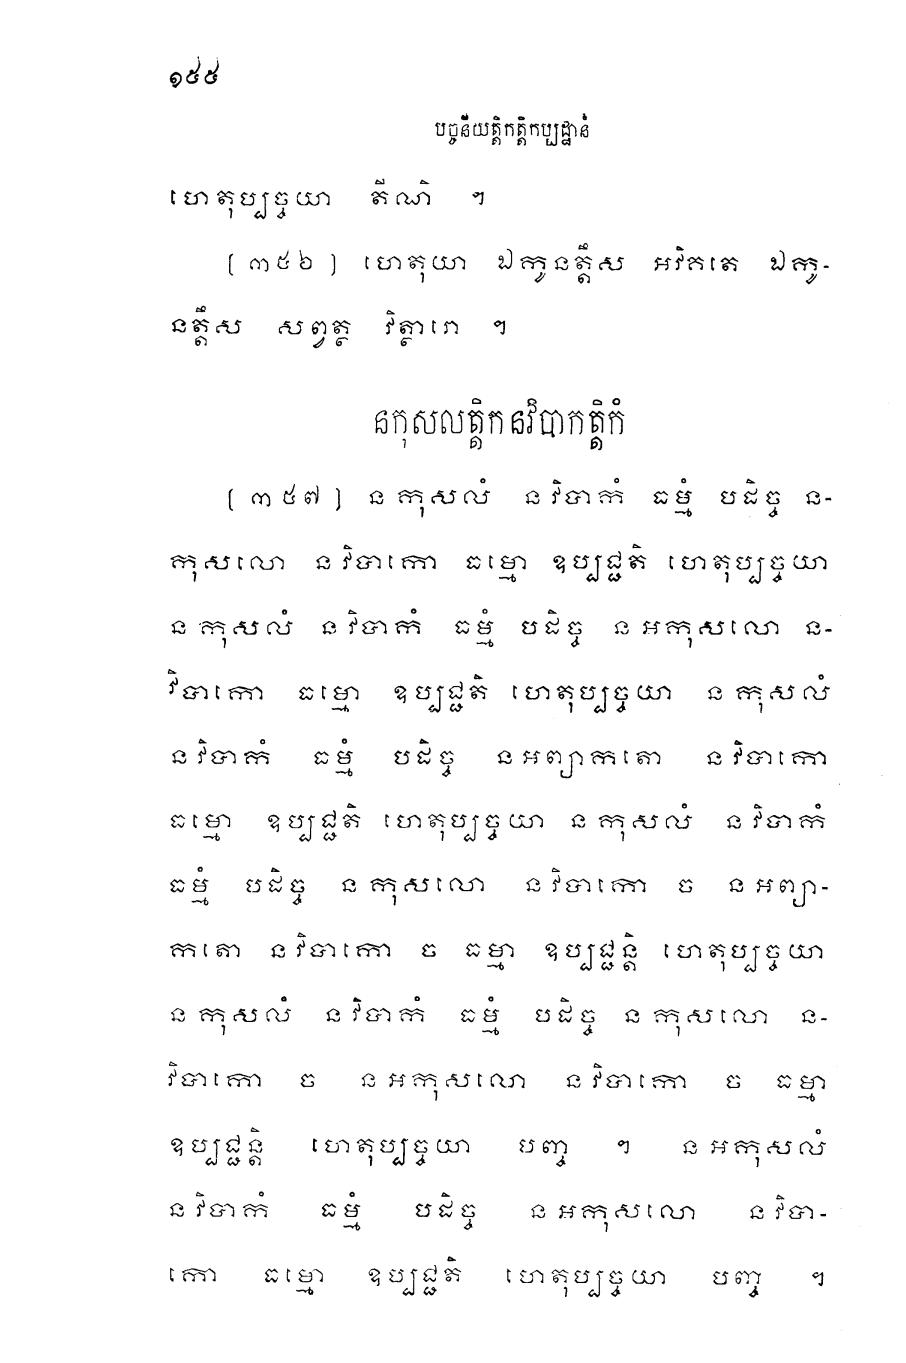 ១៥៥
បច្ចនីយត្តិកត្តិកប្បដ្ឋានំ
ហេតុប្បច្ចយា តីណិ ។
(៣៥៦) ហេតុយា ឯកូនត្តឹស អវិគតេ ឯកូ-
នត្តឹស សព្វត្ថ វិត្ថារោ ។
នកុសលត្តិកនវិបាកត្តិកំ
(៣៥៧) ន កុសលំ ន វិបាកំ ធម្មំ បដិច្ច ន-
កុសលោ ន វិបាកោ ធម្មោ ឧប្បជ្ជតិ ហេតុប្បច្ចយា
ន កុសលំ ន វិបាកំ ធម្មំ បដិច្ច ន អកុសលោ ន-
វិបាកោ ធម្មោ ឧប្បជ្ជតិ ហេតុប្បច្ចយា ន កុសលំ
ន វិបាកំ ធម្មំ បដិច្ច ន អព្យាកតោ ន វិបាកោ
ធម្មោ ឧប្បជ្ជតិ ហេតុប្បច្ចយា ន កុសលំ ន វិបាកំ
ធម្មំ បដិច្ច ន កុសលោ ន វិបាកោ ច ន អព្យា-
កតោ ន វិបាកោ ច ធម្មា ឧប្បជ្ជន្តិ ហេតុប្បច្ចយា
ន កុសលំ ន វិបាកំ ធម្មំ បដិច្ច ន កុសលោ ន-
វិបាកោ ច ន អកុសលោ ន វិបាកោ ច ធម្មា
ឧប្បជ្ជន្តិ ហេតុប្បច្ចយា បញ្ច ។ ន អកុសលំ
ន វិបាកំ ធម្មំ បដិច្ច ន អកុសលោ ន វិបា-
កោ ធម្មោ ឧប្បជ្ជតិ ហេតុប្បច្ចយា បញ្ច ។